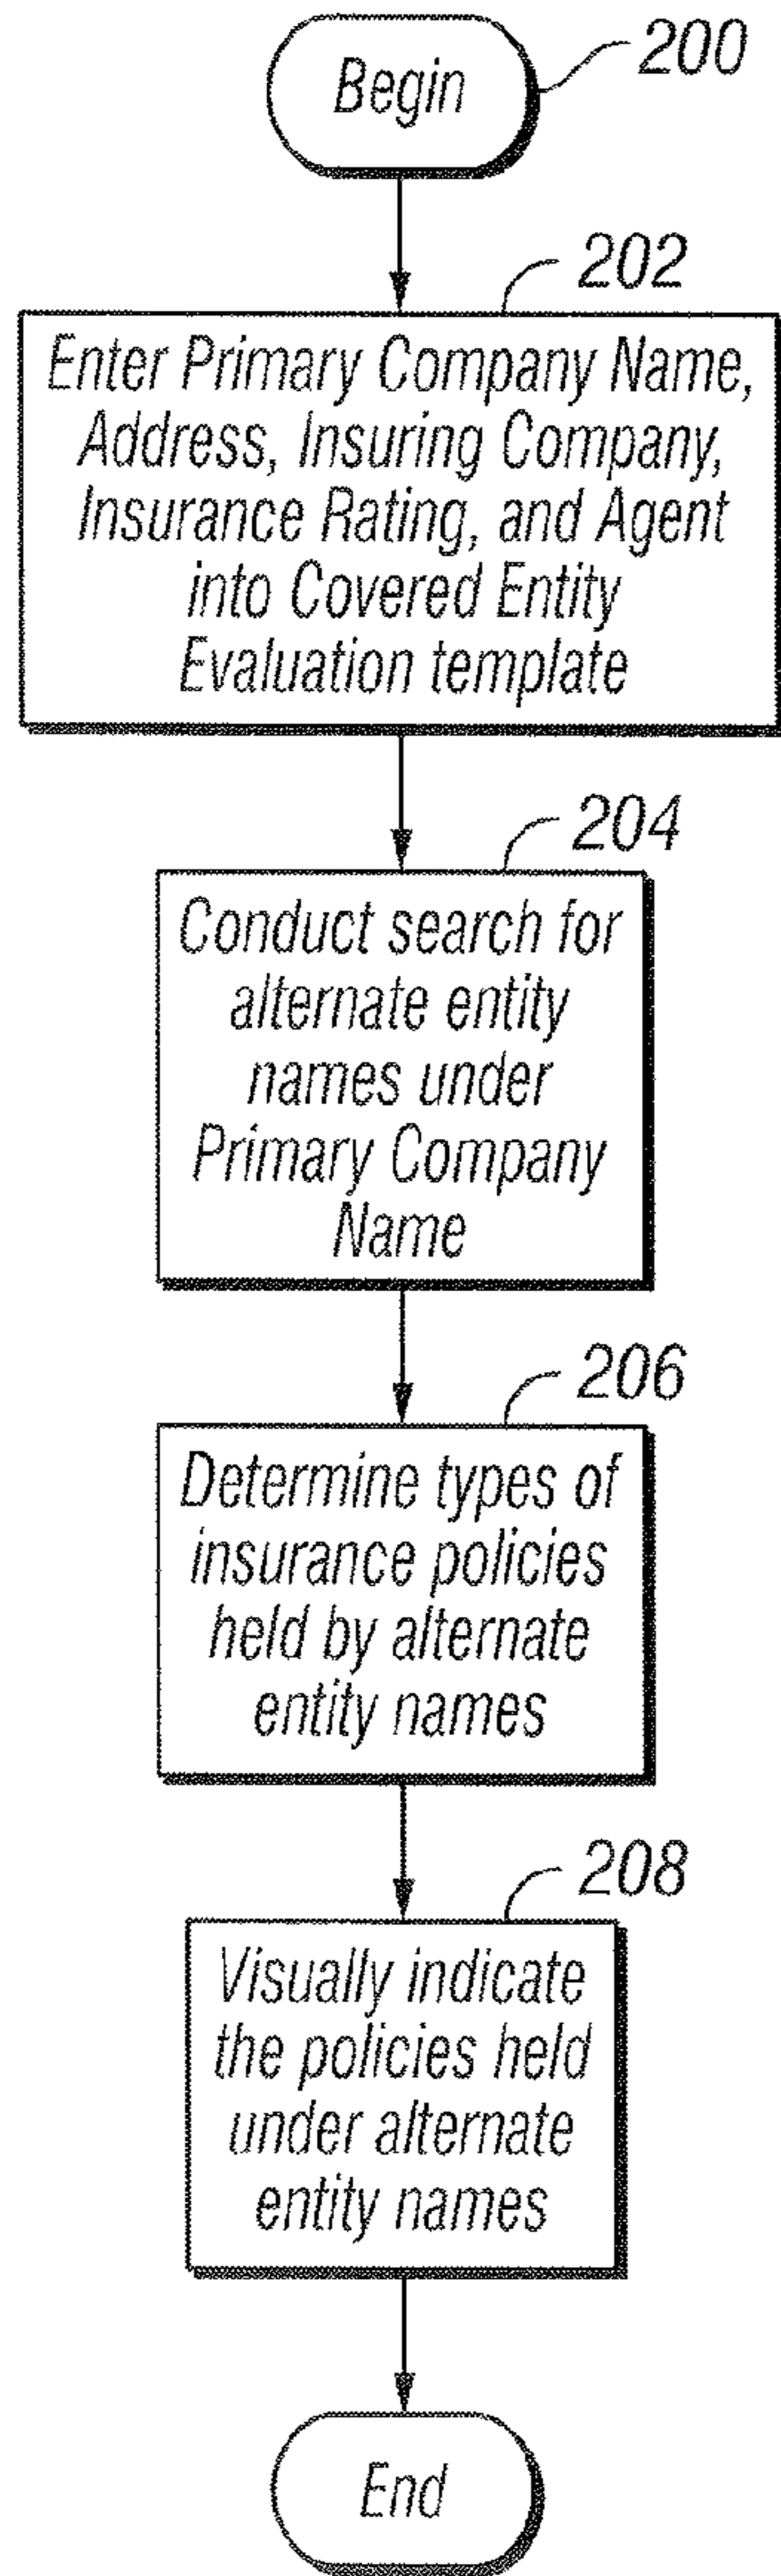 Begin
200
202
Enter Primary Company Name,
Address, Insuring Company,
Insurance Rating, and Agent
into Covered Entity
Evaluation template
204
Conduct search for
alternate entity
names under
Primary Company
Name
206
Determine types of
insurance policies
held by alternate
entity names
208
Visually indicate
the policies held
under alternate
entity names
End